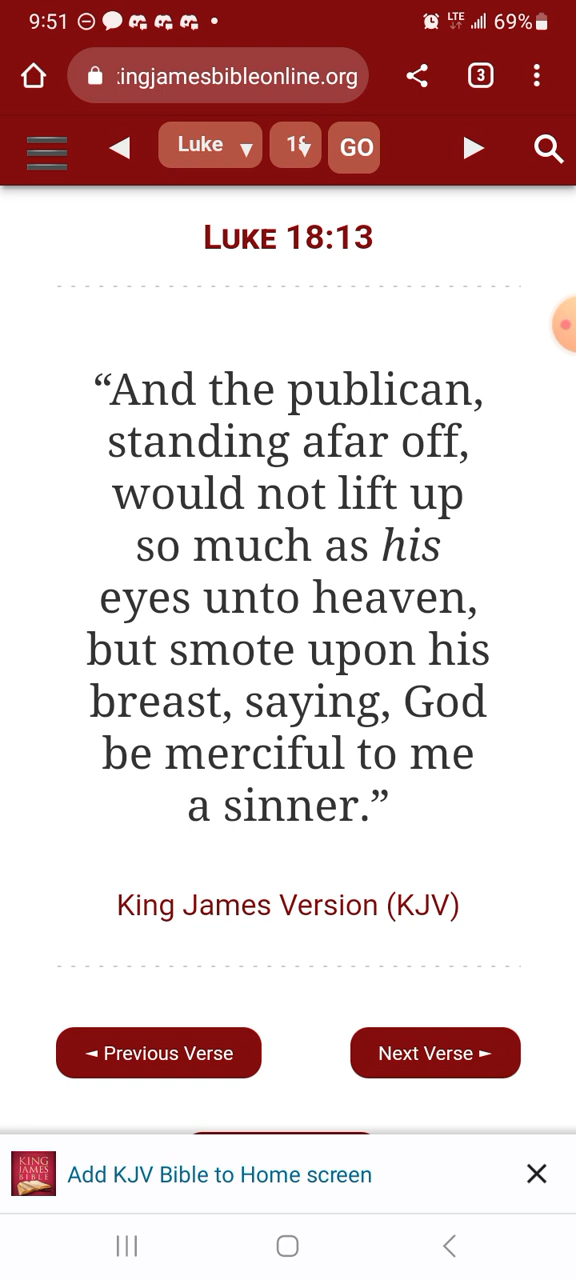 9:51 LTE 69%
ingjamesbibleonline.org 3
Luke GO
LUKE 18:13
“And the publican,
standing afar off,
would not lift up
so much as his
eyes unto heaven,
but smote upon his
breast, saying, God
be merciful to me
a sinner.”
King James Version (KJV)
◄ Previous Verse Next Verse ►
KING
JAMES
BIBLE
Add KJV Bible to Home screen